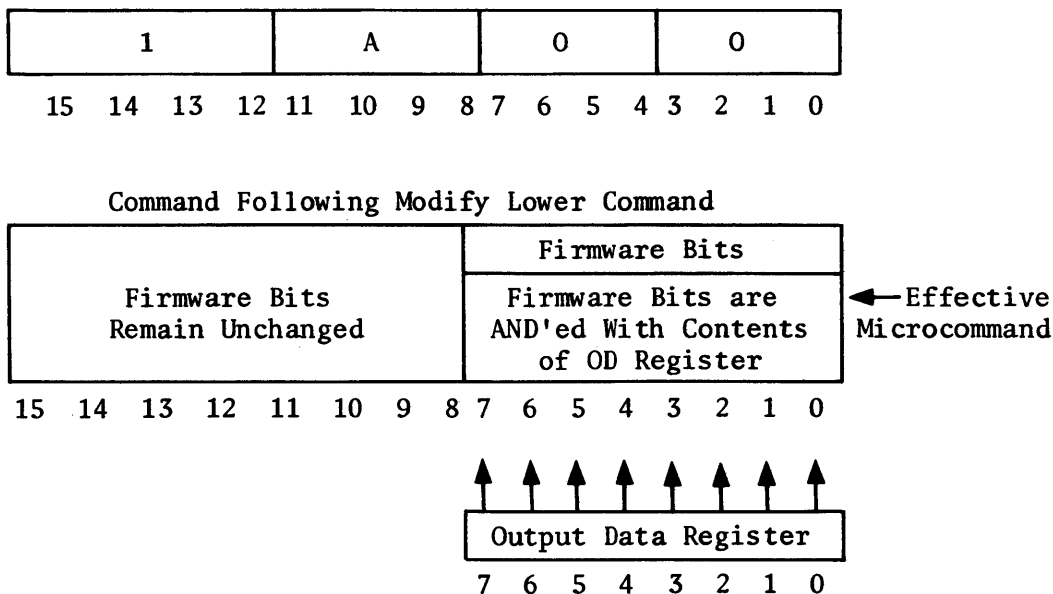 1 A 0 0
15 14 13 12 11 10 9 8 7 6 5 4 3 2 1 0
Command Following Modify Lower Command
Firmware Bits
Remain Unchanged
Firmware Bits
Firmware Bits are
AND'ed With Contents
of OD Register
Effective
Microcommand
15 14 13 12 11 10 9 8 7 6 5 4 3 2 1 0
Output Data Register
7 6 5 4 3 2 1 0